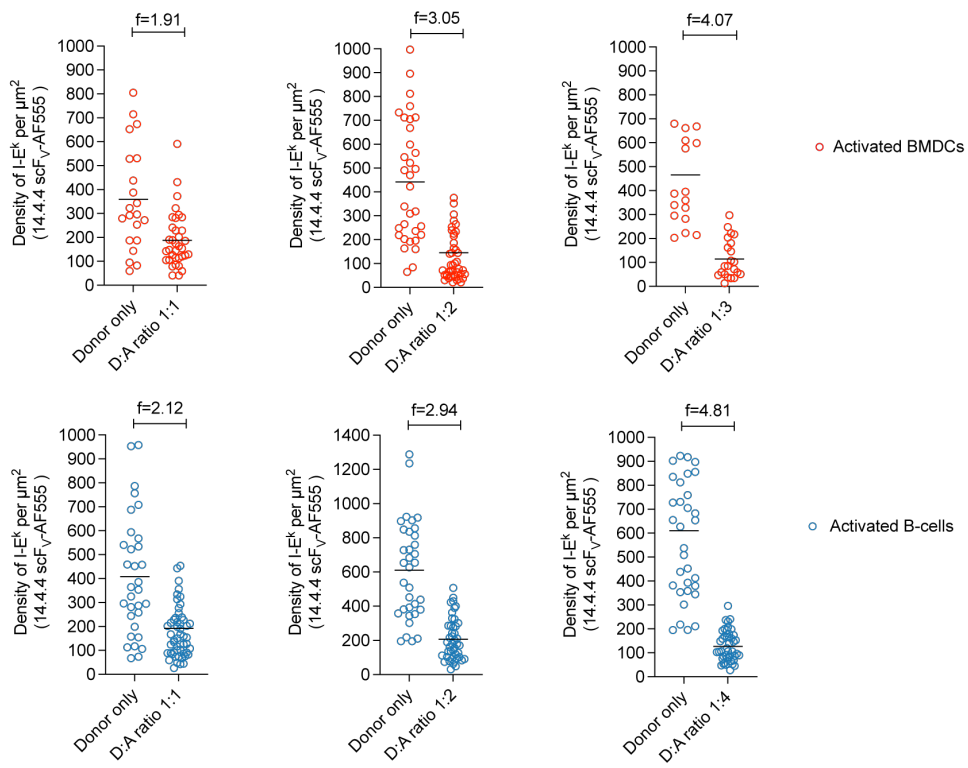 f=1.91
1000
900
800
700
600
500
400
300
200
100
0
Density of I-Eᵏ per µm²
(14.4.4 scF_V-AF555)
Donor only
D:A ratio 1:1
f=3.05
1000
900
800
700
600
500
400
300
200
100
0
Density of I-Eᵏ per µm²
(14.4.4 scF_V-AF555)
Donor only
D:A ratio 1:2
f=4.07
1000
900
800
700
600
500
400
300
200
100
0
Density of I-Eᵏ per µm²
(14.4.4 scF_V-AF555)
Donor only
D:A ratio 1:3
Activated BMDCs
f=2.12
1000
900
800
700
600
500
400
300
200
100
0
Density of I-Eᵏ per µm²
(14.4.4 scF_V-AF555)
Donor only
D:A ratio 1:1
f=2.94
1400
1200
1000
800
600
400
200
0
Density of I-Eᵏ per µm²
(14.4.4 scF_V-AF555)
Donor only
D:A ratio 1:2
f=4.81
1000
900
800
700
600
500
400
300
200
100
0
Density of I-Eᵏ per µm²
(14.4.4 scF_V-AF555)
Donor only
D:A ratio 1:4
Activated B-cells